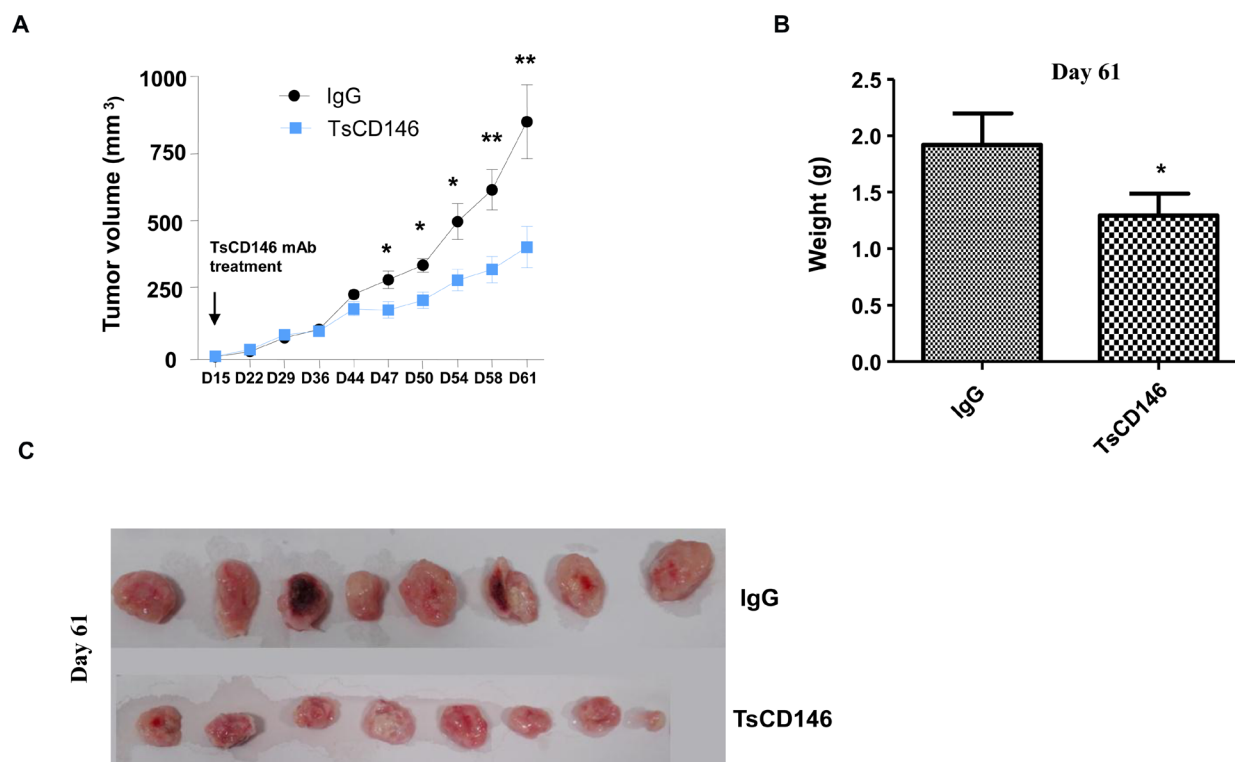 A
1000
750
500
250
0
Tumor volume (mm 3)
IgG
TsCD146
TsCD146 mAb
treatment
*
*
*
**
**
D15 D22 D29 D36 D44 D47 D50 D54 D58 D61
B
Day 61
2.5
2.0
1.5
1.0
0.5
0.0
Weight (g)
*
IgG
TsCD146
C
Day 61
IgG
TsCD146